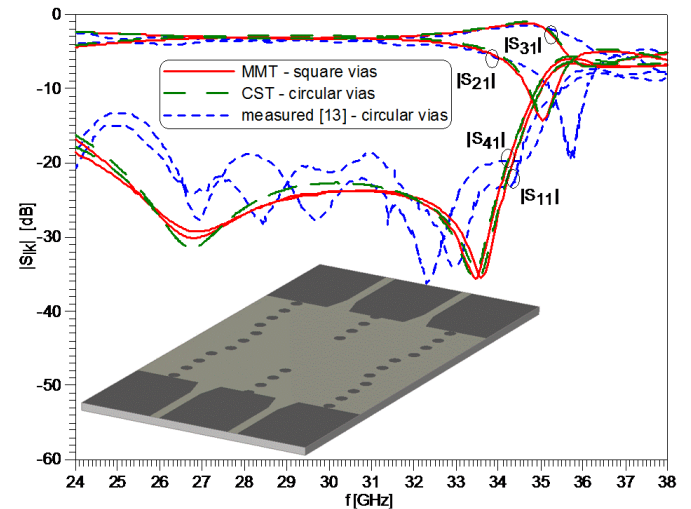 0
-10
-20
-30
-40
-50
-60
|Sjk| [dB]
MMT - square vias
CST - circular vias
measured [13] - circular vias
|S31|
|S21|
|S41|
|S11|
24 25 26 27 28 29 30 31 32 33 34 35 36 37 38
f [GHz]